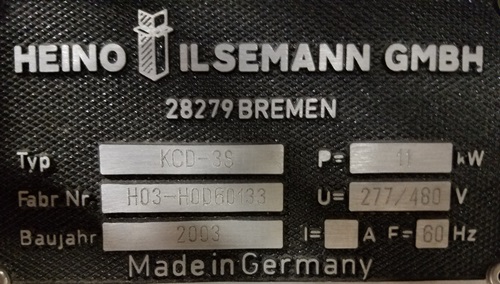 HEINO ILSEMANN GMBH
28279 BREMEN
Typ KCD-3S P= 11 kW
Fabr Nr H03-H0D60133 U= 277/480 V
Baujahr 2003 I= A F= 60 Hz
Made in Germany